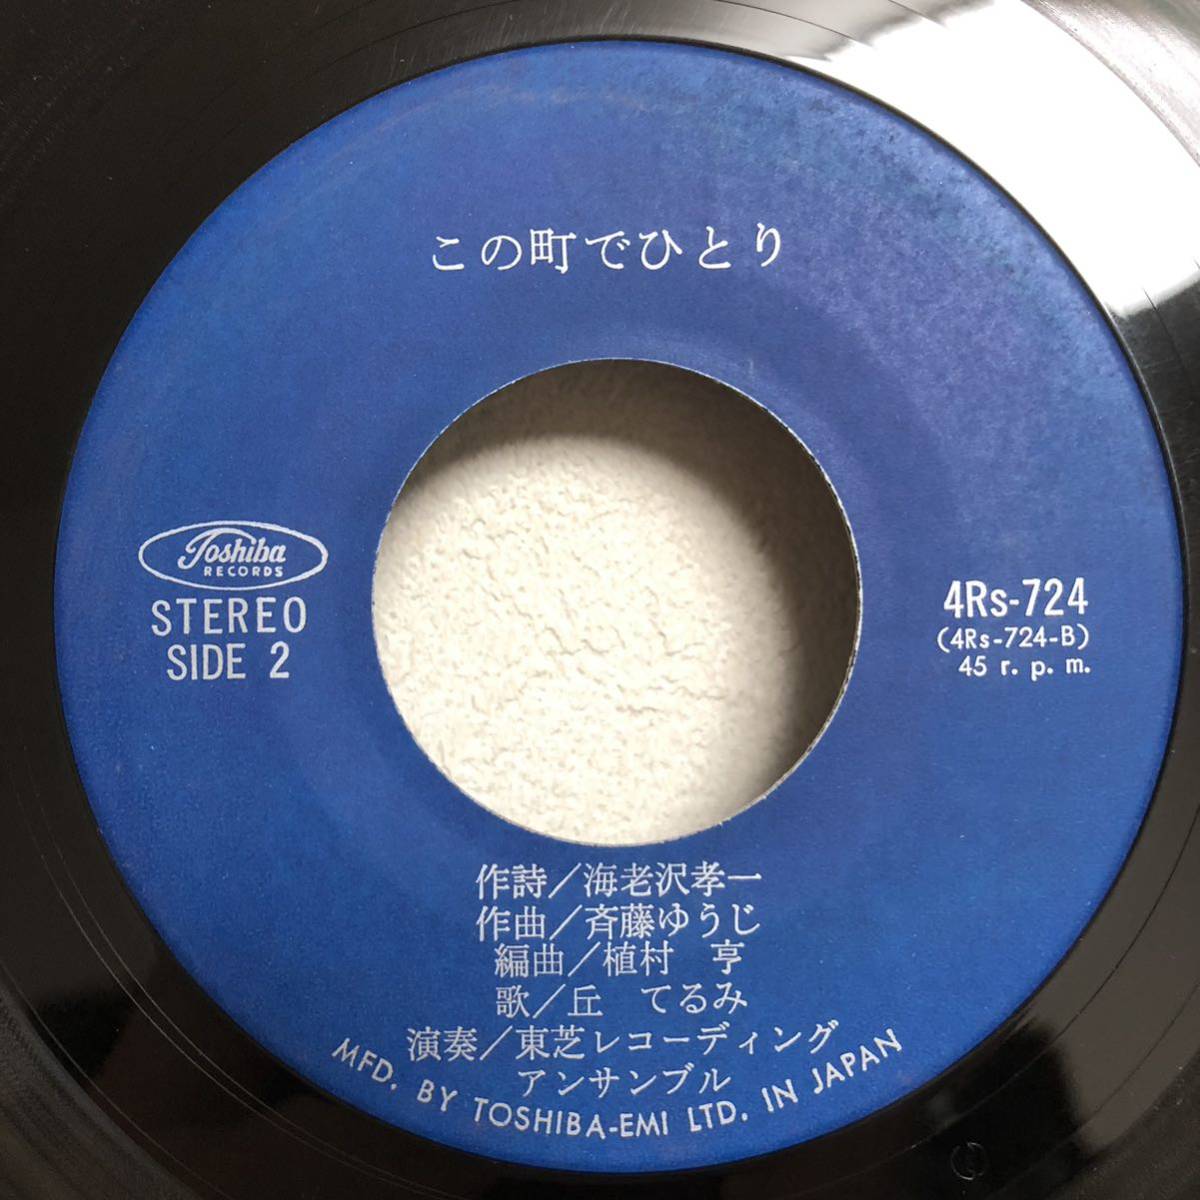 この町でひとり
Toshiba
RECORDS
STEREO
SIDE 2
4Rs-724
(4Rs-724-B)
45 r. p. m.
作詩／海老沢孝一
作曲／斉藤ゆうじ
編曲／植村　亨
歌／丘　てるみ
演奏／東芝レコーディング
アンサンブル
MFD. BY TOSHIBA-EMI LTD. IN JAPAN